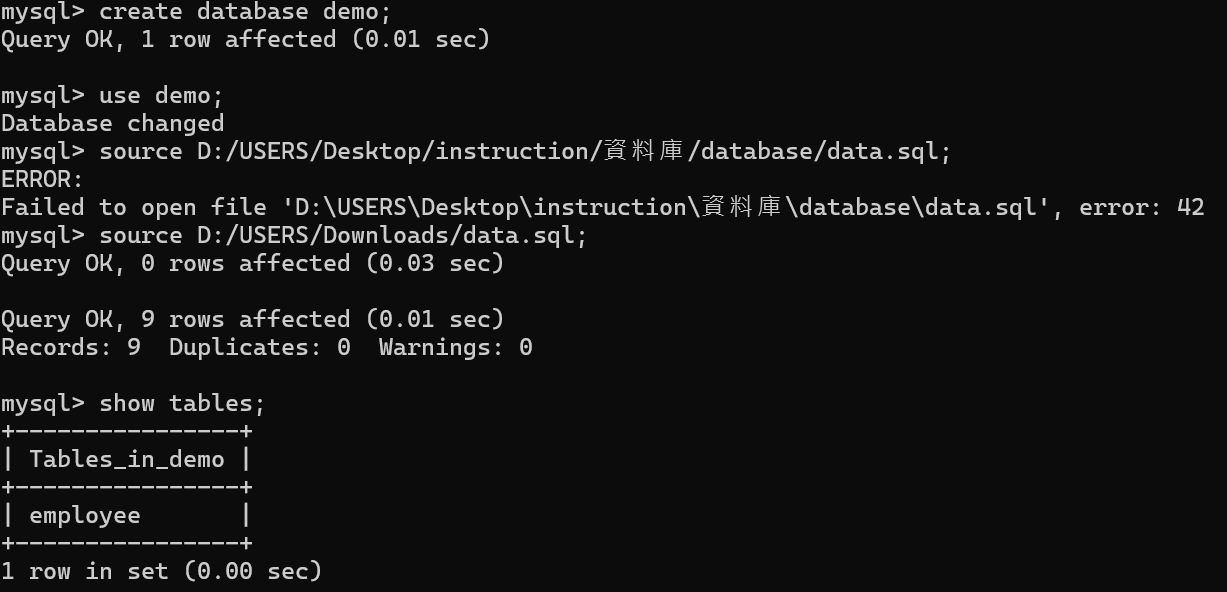 mysql> create database demo;
Query OK, 1 row affected (0.01 sec)
mysql> use demo;
Database changed
mysql> source D:/USERS/Desktop/instruction/資料庫/database/data.sql;
ERROR:
Failed to open file 'D:\USERS\Desktop\instruction\資料庫\database\data.sql', error: 42
mysql> source D:/USERS/Downloads/data.sql;
Query OK, 0 rows affected (0.03 sec)
Query OK, 9 rows affected (0.01 sec)
Records: 9  Duplicates: 0  Warnings: 0
mysql> show tables;
+----------------+
| Tables_in_demo |
+----------------+
| employee       |
+----------------+
1 row in set (0.00 sec)